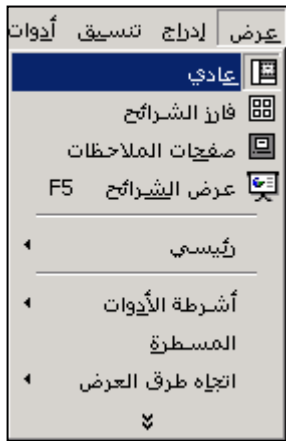 عرض إدراج تنسيق أدوات
عادي
فارز الشرائح
صفحات الملاحظات
عرض الشرائح F5
رئيسي
أشرطة الأدوات
المسطرة
اتجاه طرق العرض